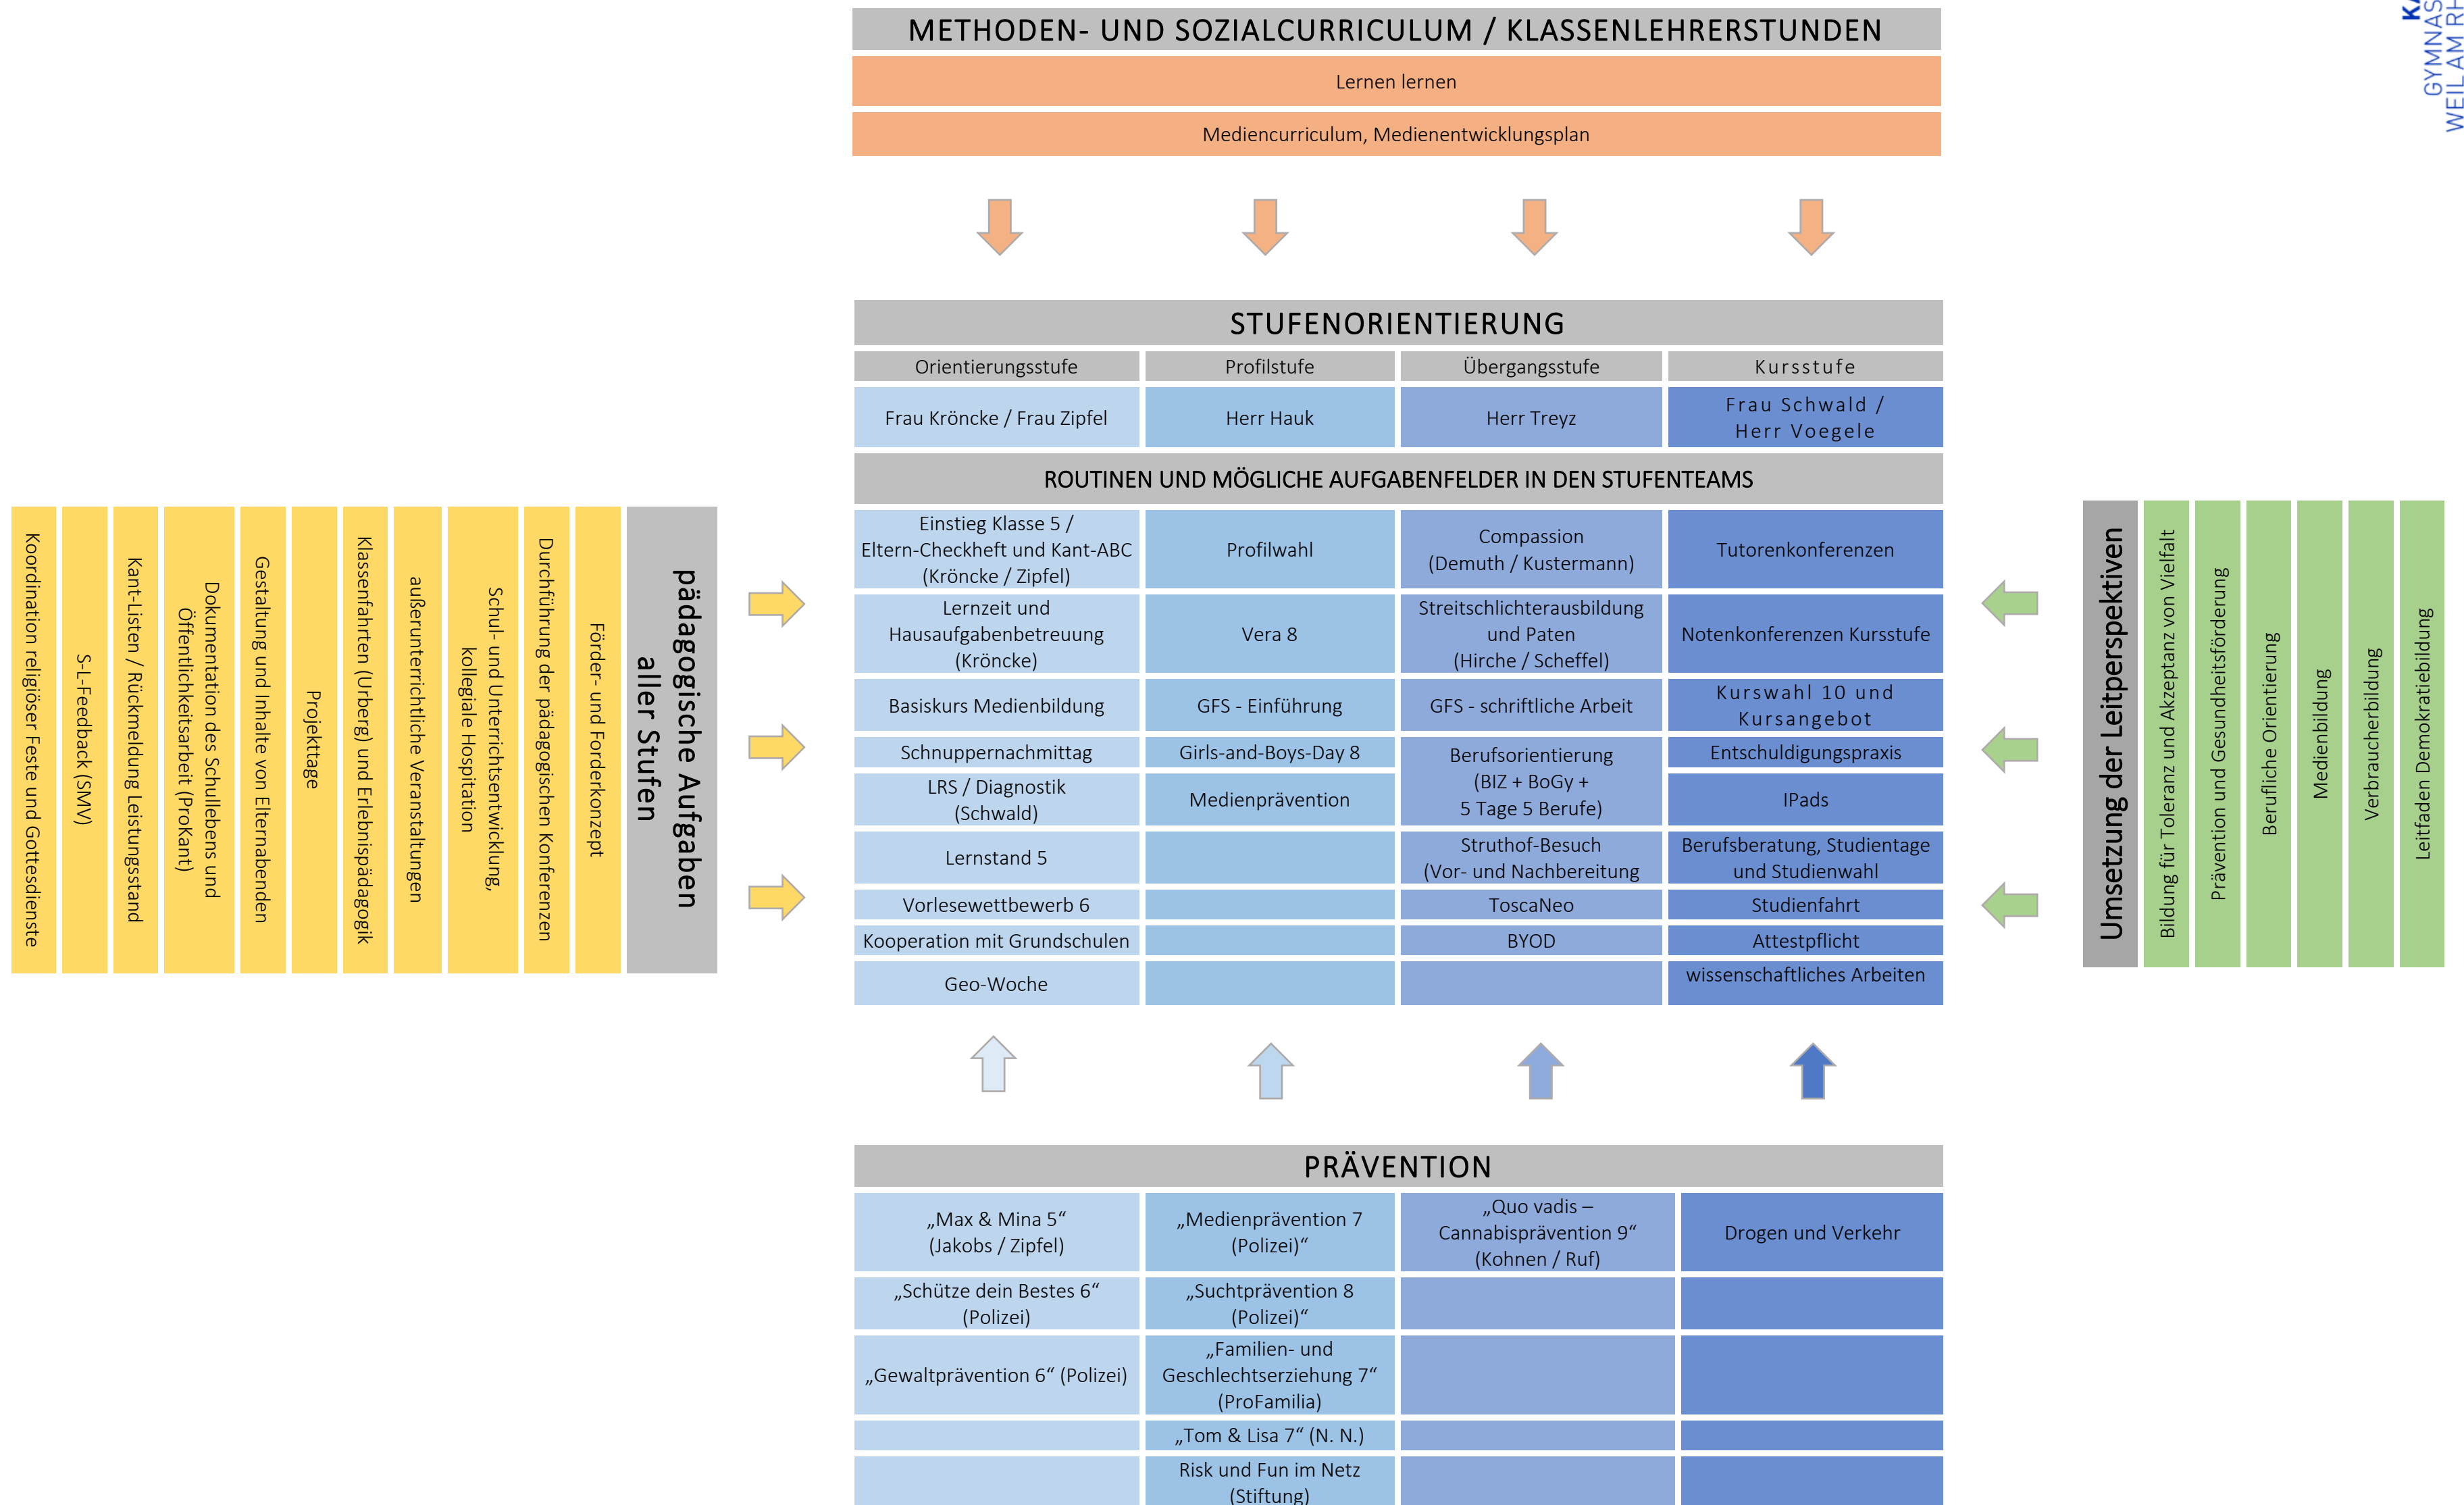 METHODEN- UND SOZIALCURRICULUM / KLASSENLEHRERSTUNDEN
Lernen lernen
Mediencurriculum, Medienentwicklungsplan
GYMNAS
WEIL AM RH
STUFENORIENTIERUNG
Orientierungsstufe
Profilstufe
Übergangsstufe
Kursstufe
Frau Kröncke / Frau Zipfel
Herr Hauk
Herr Treyz
Frau Schwald /
Herr Voegele
ROUTINEN UND MÖGLICHE AUFGABENFELDER IN DEN STUFENTEAMS
Einstieg Klasse 5 /
Eltern-Checkheft und Kant-ABC
(Kröncke / Zipfel)
Profilwahl
Compassion
(Demuth / Kustermann)
Tutorenkonferenzen
Lernzeit und
Hausaufgabenbetreuung
(Kröncke)
Vera 8
Streitschlichterausbildung
und Paten
(Hirche / Scheffel)
Notenkonferenzen Kursstufe
Basiskurs Medienbildung
GFS - Einführung
GFS - schriftliche Arbeit
Kurswahl 10 und
Kursangebot
Schnuppernachmittag
Girls-and-Boys-Day 8
Berufsorientierung
(BIZ + BoGy +
5 Tage 5 Berufe)
Entschuldigungspraxis
LRS / Diagnostik
(Schwald)
Medienprävention
IPads
Lernstand 5
Struthof-Besuch
(Vor- und Nachbereitung
Berufsberatung, Studientage
und Studienwahl
Vorlesewettbewerb 6
ToscaNeo
Studienfahrt
Kooperation mit Grundschulen
BYOD
Attestpflicht
Geo-Woche
wissenschaftliches Arbeiten
pädagogische Aufgaben
aller Stufen
Förder- und Forderkonzept
Durchführung der pädagogischen Konferenzen
Schul- und Unterrichtsentwicklung,
kollegiale Hospitation
außerunterrichtliche Veranstaltungen
Klassenfahrten (Urberg) und Erlebnispädagogik
Projekttage
Gestaltung und Inhalte von Elternabenden
Dokumentation des Schullebens und
Öffentlichkeitsarbeit (ProKant)
Kant-Listen / Rückmeldung Leistungsstand
S-L-Feedback (SMV)
Koordination religiöser Feste und Gottesdienste
Umsetzung der Leitperspektiven
Bildung für Toleranz und Akzeptanz von Vielfalt
Prävention und Gesundheitsförderung
Berufliche Orientierung
Medienbildung
Verbraucherbildung
Leitfaden Demokratiebildung
PRÄVENTION
„Max & Mina 5“
(Jakobs / Zipfel)
„Medienprävention 7
(Polizei)“
„Quo vadis –
Cannabisprävention 9“
(Kohnen / Ruf)
Drogen und Verkehr
„Schütze dein Bestes 6“
(Polizei)
„Suchtprävention 8
(Polizei)“
„Gewaltprävention 6“ (Polizei)
„Familien- und
Geschlechtserziehung 7“
(ProFamilia)
„Tom & Lisa 7“ (N. N.)
Risk und Fun im Netz
(Stiftung)